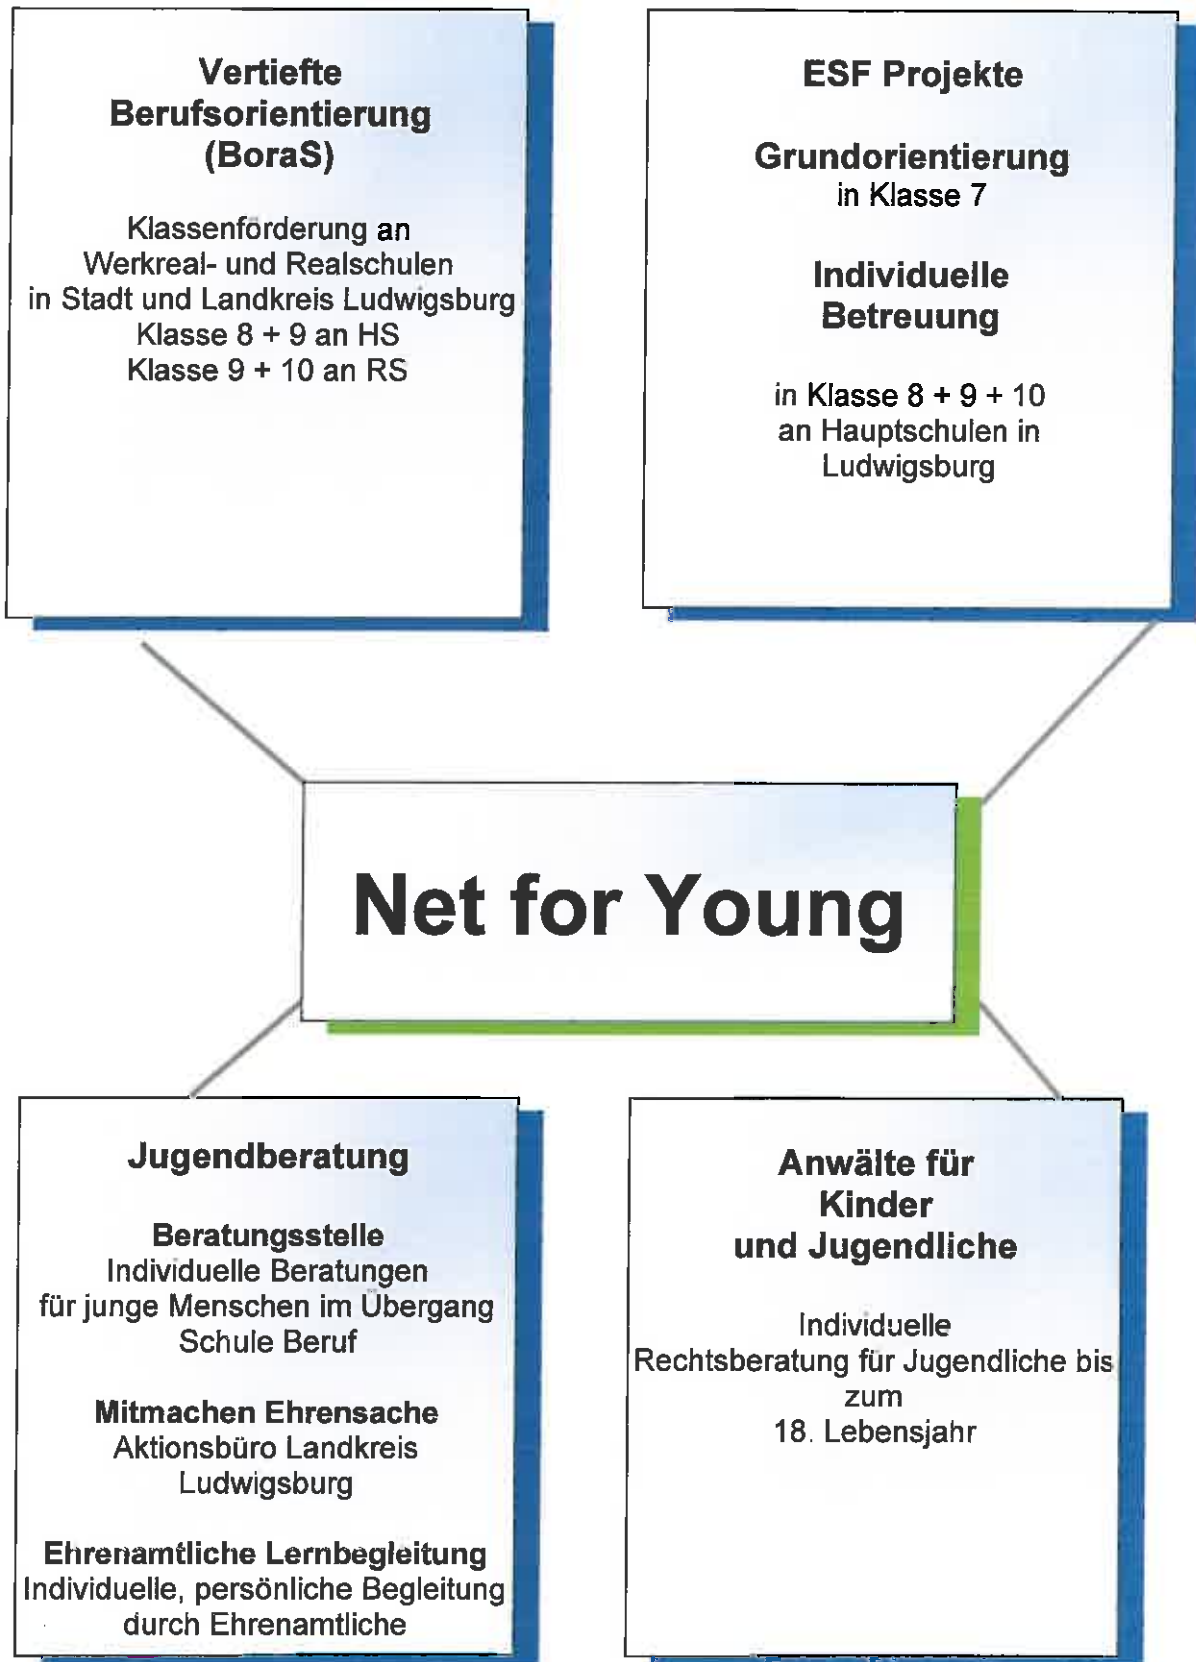 Vertiefte
Berufsorientierung
(BoraS)
Klassenförderung an
Werkreal- und Realschulen
in Stadt und Landkreis Ludwigsburg
Klasse 8 + 9 an HS
Klasse 9 + 10 an RS
ESF Projekte
Grundorientierung
in Klasse 7
Individuelle
Betreuung
in Klasse 8 + 9 + 10
an Hauptschulen in
Ludwigsburg
Net for Young
Jugendberatung
Beratungsstelle
Individuelle Beratungen
für junge Menschen im Übergang
Schule Beruf
Mitmachen Ehrensache
Aktionsbüro Landkreis
Ludwigsburg
Ehrenamtliche Lernbegleitung
Individuelle, persönliche Begleitung
durch Ehrenamtliche
Anwälte für
Kinder
und Jugendliche
Individuelle
Rechtsberatung für Jugendliche bis
zum
18. Lebensjahr